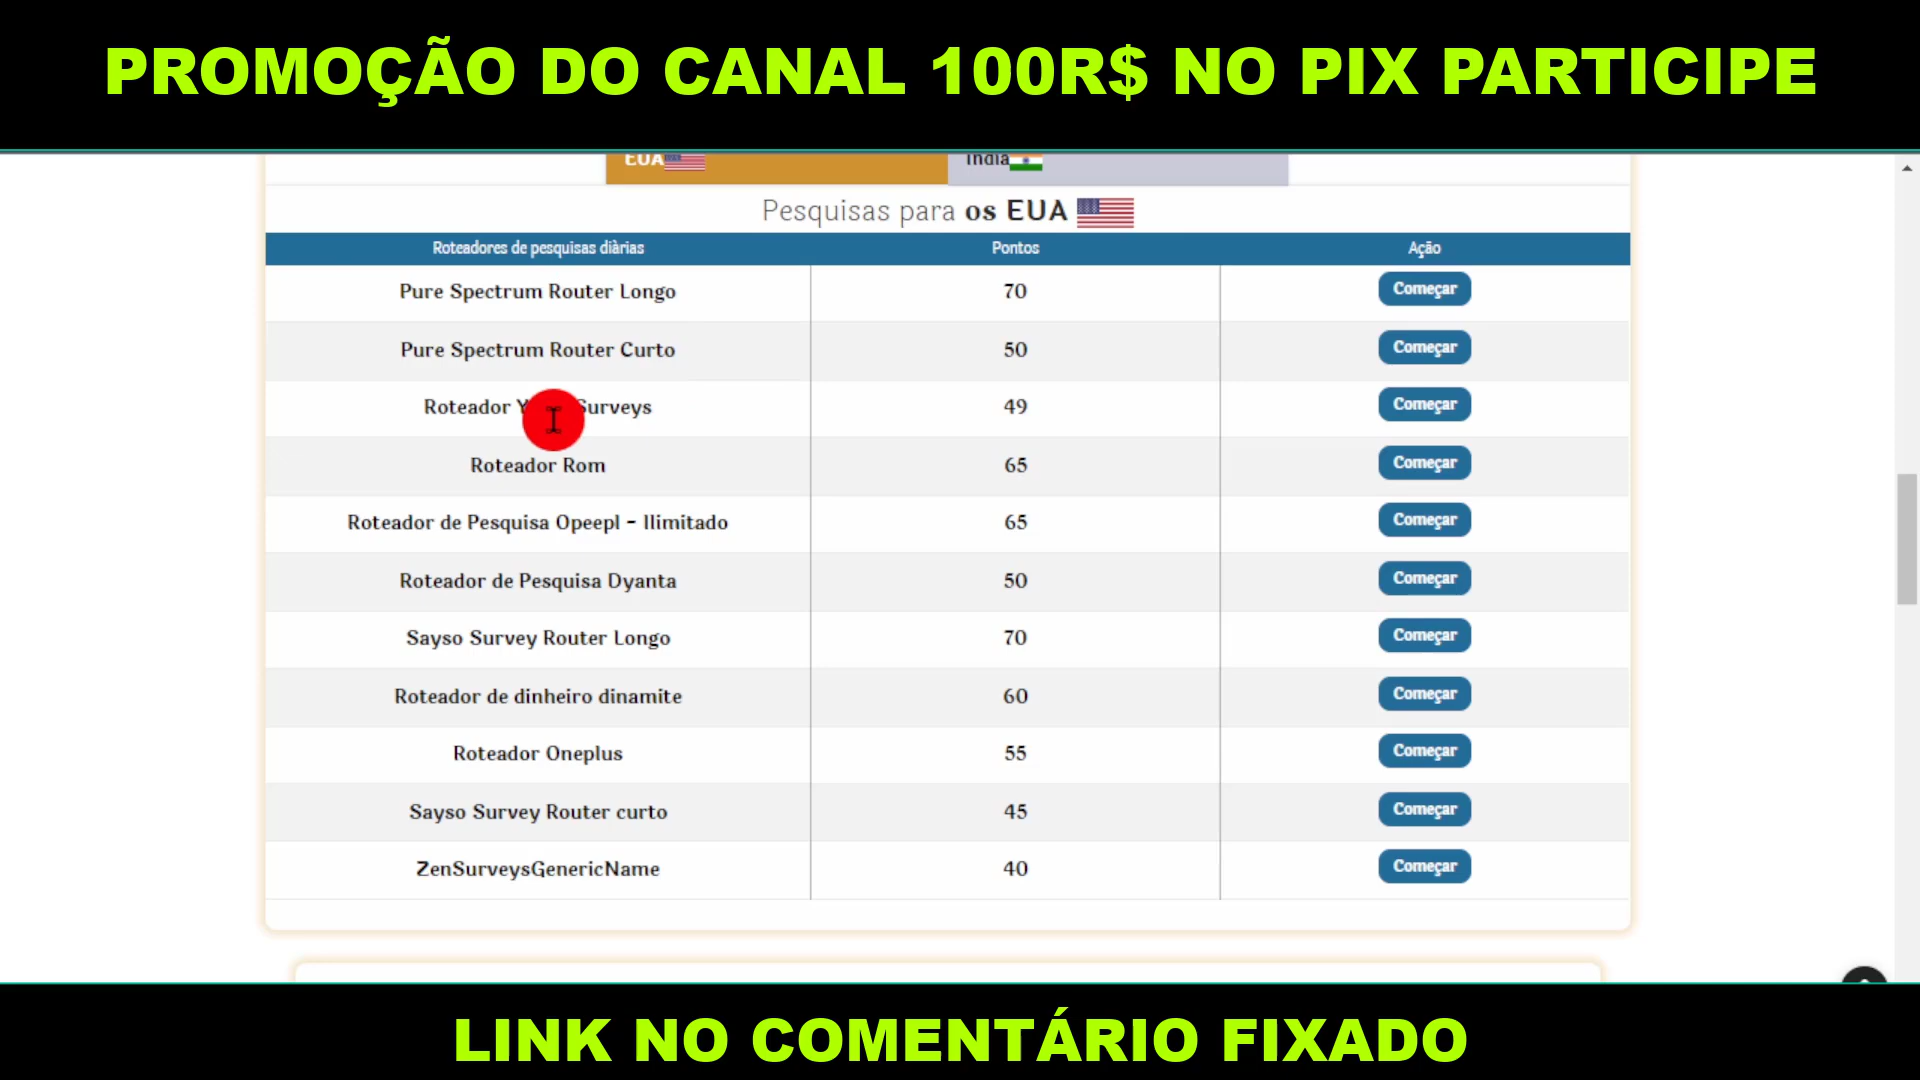 PROMOÇÃO DO CANAL 100R$ NO PIX PARTICIPE
EUA India
Pesquisas para os EUA
Roteadores de pesquisas diàrias Pontos Ação
Pure Spectrum Router Longo 70 Começar
Pure Spectrum Router Curto 50 Começar
Roteador Surveys 49 Começar
Roteador Rom 65 Começar
Roteador de Pesquisa Opeepl - Ilimitado 65 Começar
Roteador de Pesquisa Dyanta 50 Começar
Sayso Survey Router Longo 70 Começar
Roteador de dinheiro dinamite 60 Começar
Roteador Oneplus 55 Começar
Sayso Survey Router curto 45 Começar
ZenSurveysGenericName 40 Começar
LINK NO COMENTÁRIO FIXADO